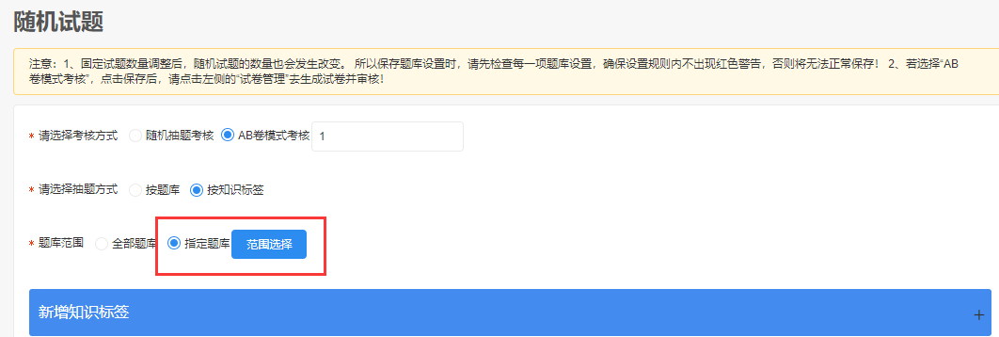 随机试题
注意：1、固定试题数量调整后，随机试题的数量也会发生改变。 所以保存题库设置时，请先检查每一项题库设置，确保设置规则内不出现红色警告，否则将无法正常保存！ 2、若选择“AB
卷模式考核”，点击保存后，请点击左侧的“试卷管理”去生成试卷并审核！
* 请选择考核方式 随机抽题考核 AB卷模式考核 1
* 请选择抽题方式 按题库 按知识标签
* 题库范围 全部题库 指定题库 范围选择
新增知识标签 +